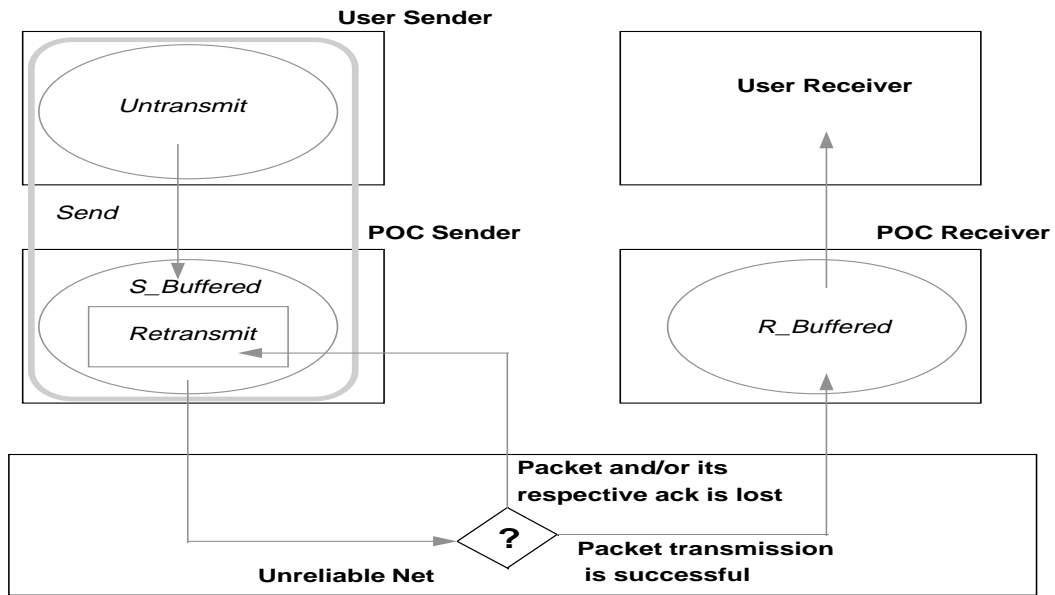 User Sender
Untransmit
User Receiver
Send
POC Sender
POC Receiver
S_Buffered
Retransmit
R_Buffered
Packet and/or its
respective ack is lost
?
Packet transmission
is successful
Unreliable Net